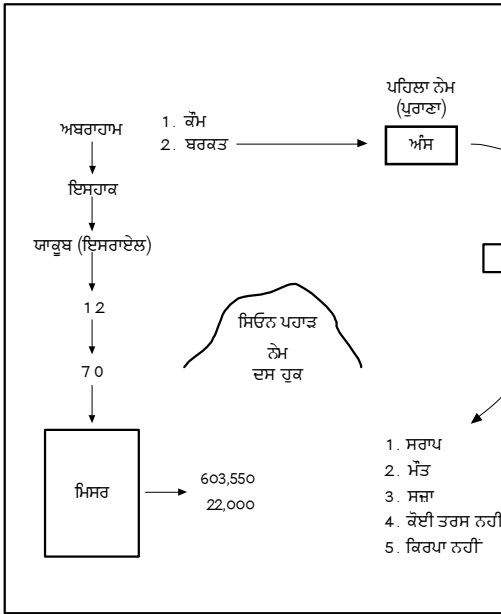 ਪਹਿਲਾ ਨੇਮ
(ਪੁਰਾਣਾ)
ਅੰਸ
1. ਕੌਮ
2. ਬਰਕਤ
ਅਬਰਾਹਾਮ
ਇਸਹਾਕ
ਯਾਕੂਬ (ਇਸਰਾਏਲ)
12
70
ਮਿਸਰ
603,550
22,000
ਸਿਓਨ ਪਹਾੜ
ਨੇਮ
ਦਸ ਹੁਕ
1. ਸਰਾਪ
2. ਮੌਤ
3. ਸਜ਼ਾ
4. ਕੋਈ ਤਰਸ ਨਹੀਂ
5. ਕਿਰਪਾ ਨਹੀਂ